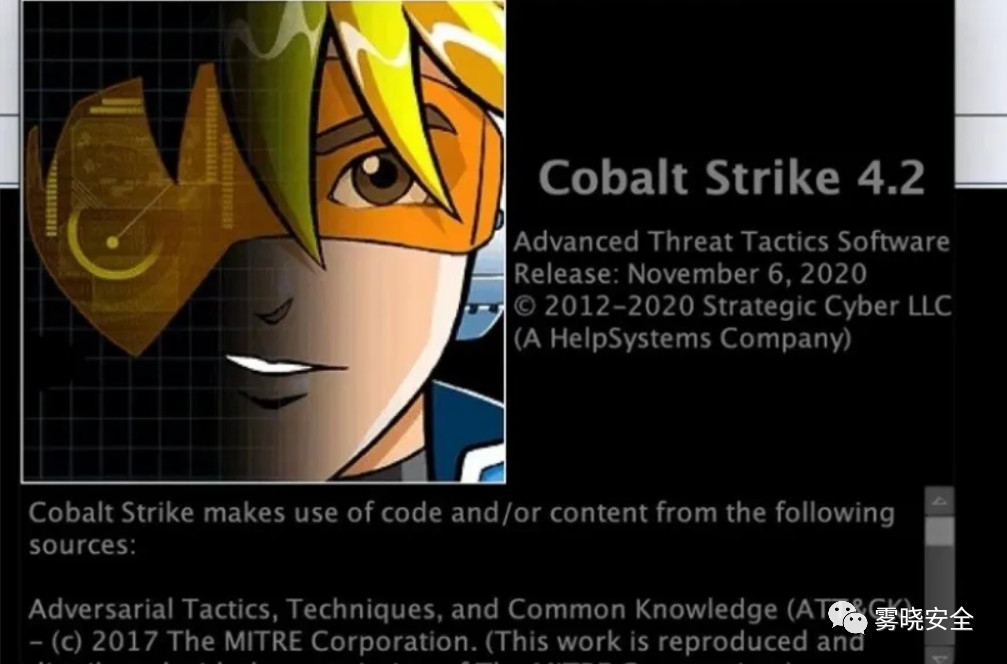 Cobalt Strike 4.2
Advanced Threat Tactics Software
Release: November 6, 2020
© 2012-2020 Strategic Cyber LLC
(A HelpSystems Company)
Cobalt Strike makes use of code and/or content from the following
sources:
Adversarial Tactics, Techniques, and Common Knowledge (ATT&CK)
- (c) 2017 The MITRE Corporation. (This work is reproduced and
雾晓安全